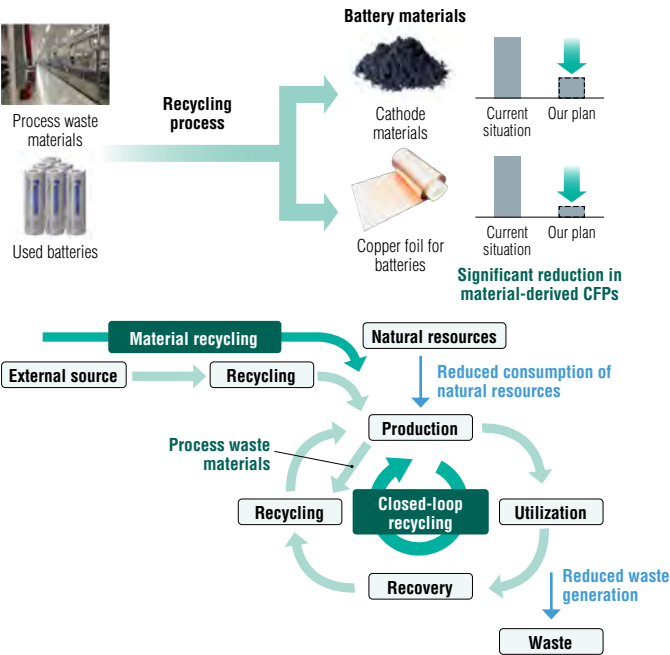 Battery materials
Recycling
process
Process waste
materials
Used batteries
Cathode
materials
Current
situation
Our plan
Copper foil for
batteries
Current
situation
Our plan
Significant reduction in
material-derived CFPs
Material recycling
Natural resources
External source
Recycling
Reduced consumption of
natural resources
Production
Process waste
materials
Recycling
Closed-loop
recycling
Utilization
Recovery
Reduced waste
generation
Waste